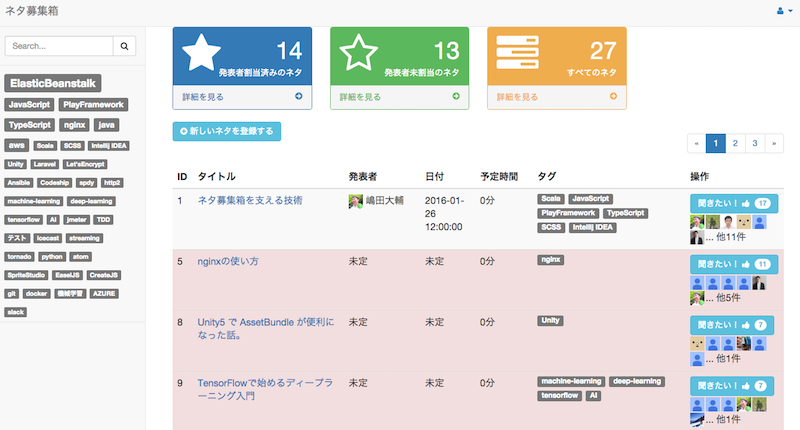 ネタ募集箱
Search...
ElasticBeanstalk
JavaScript PlayFramework
TypeScript nginx java
aws Scala SCSS Intellij IDEA
Unity Laravel Let'sEncrypt
Ansible Codeship spdy http2
machine-learning deep-learning
tensorflow AI jmeter TDD
テスト Icecast streaming
tornado python atom
SpriteStudio EaselJS CreateJS
git docker 機械学習 AZURE
slack
14
発表者割当済みのネタ
詳細を見る
13
発表者未割当のネタ
詳細を見る
27
すべてのネタ
詳細を見る
新しいネタを登録する
« 1 2 3 »
ID タイトル 発表者 日付 予定時間 タグ 操作
1 ネタ募集箱を支える技術 嶋田大輔 2016-01-
26
12:00:00
0分
Scala JavaScript
PlayFramework TypeScript
SCSS Intellij IDEA
聞きたい! 17
... 他11件
5 nginxの使い方 未定 未定 0分 nginx
聞きたい! 11
... 他5件
8 Unity5 で AssetBundle が便利に
なった話。
未定 未定 0分 Unity
聞きたい! 7
... 他1件
9 TensorFlowで始めるディープラ
ーニング入門
未定 未定 0分
machine-learning deep-learning
tensorflow AI
聞きたい! 7
... 他1件